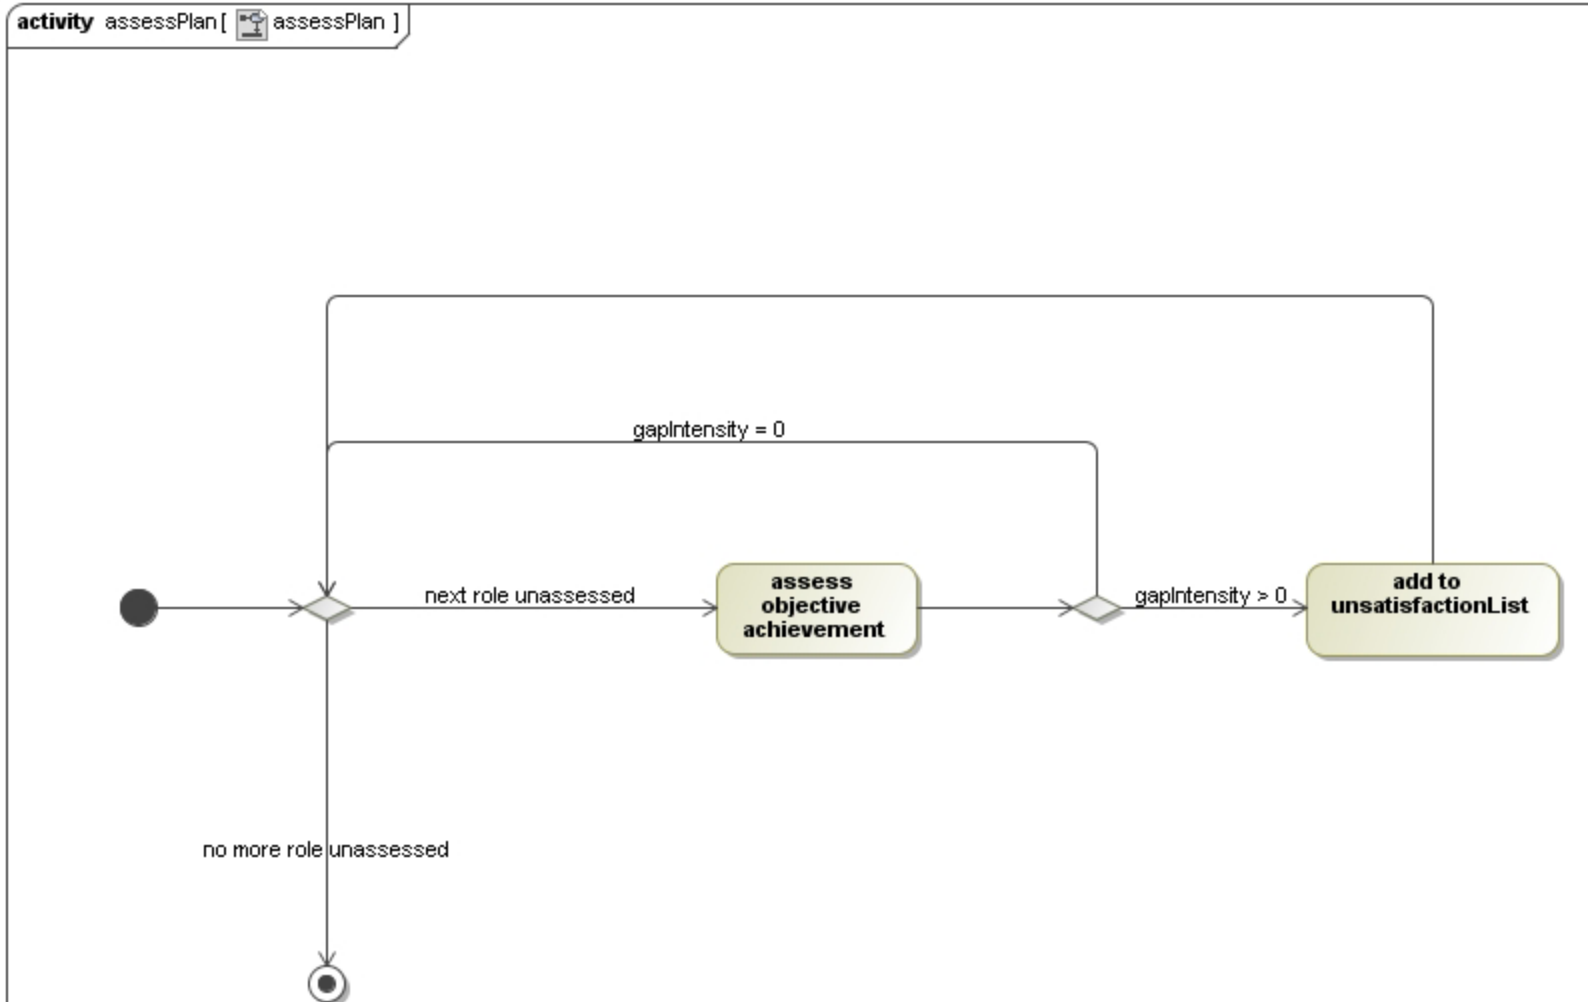 activity assessPlan [ assessPlan ]
gapIntensity = 0
next role unassessed
assess
objective
achievement
gapIntensity > 0
add to
unsatisfactionList
no more role unassessed